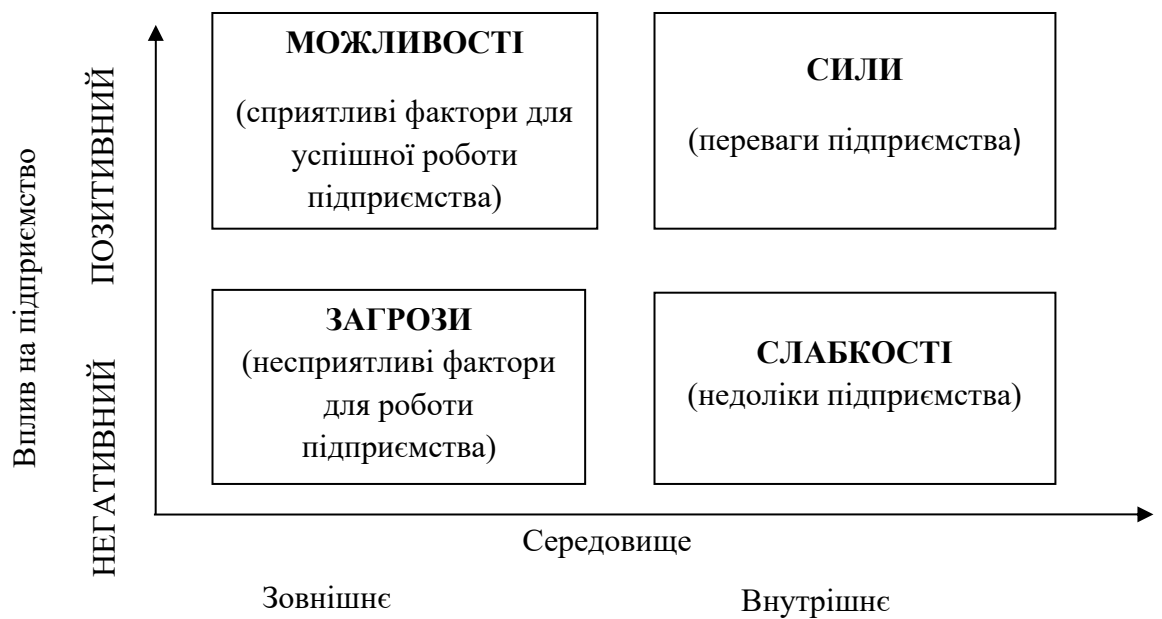 Вплив на підприємство
ПОЗИТИВНИЙ
НЕГАТИВНИЙ
МОЖЛИВОСТІ
(сприятливі фактори для
успішної роботи
підприємства)
СИЛИ
(переваги підприємства)
ЗАГРОЗИ
(несприятливі фактори
для роботи
підприємства)
СЛАБКОСТІ
(недоліки підприємства)
Середовище
Зовнішнє
Внутрішнє